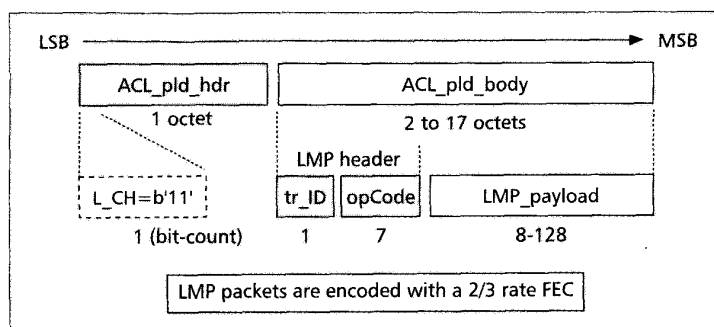 LSB MSB
ACL_pld_hdr ACL_pld_body
1 octet 2 to 17 octets
LMP header
L_CH=b'11' tr_ID opCode LMP_payload
1 (bit-count) 1 7 8-128
LMP packets are encoded with a 2/3 rate FEC